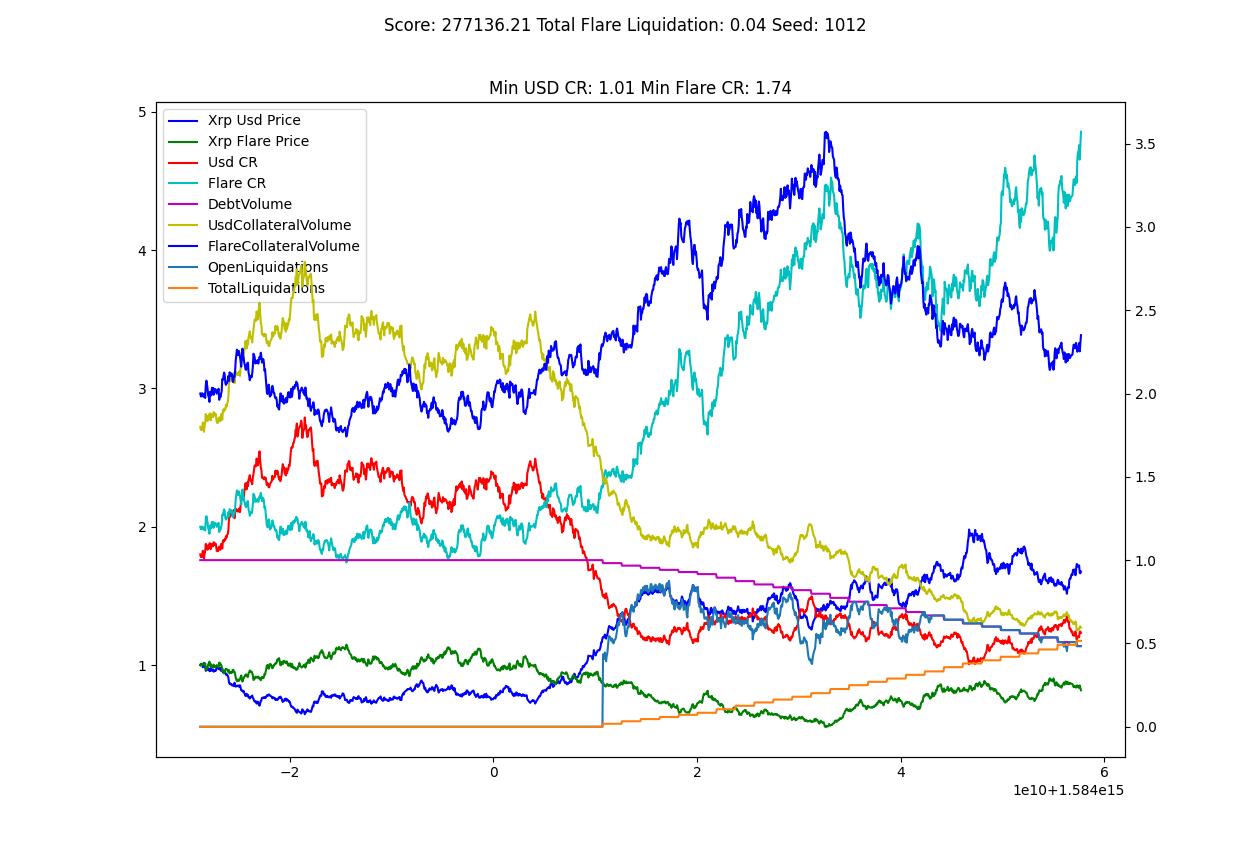 Score: 277136.21 Total Flare Liquidation: 0.04 Seed: 1012
Min USD CR: 1.01 Min Flare CR: 1.74
Xrp Usd Price
Xrp Flare Price
Usd CR
Flare CR
DebtVolume
UsdCollateralVolume
FlareCollateralVolume
OpenLiquidations
TotalLiquidations
5
4
3
2
1
3.5
3.0
2.5
2.0
1.5
1.0
0.5
0.0
−2
0
2
4
6
1e10+1.584e15